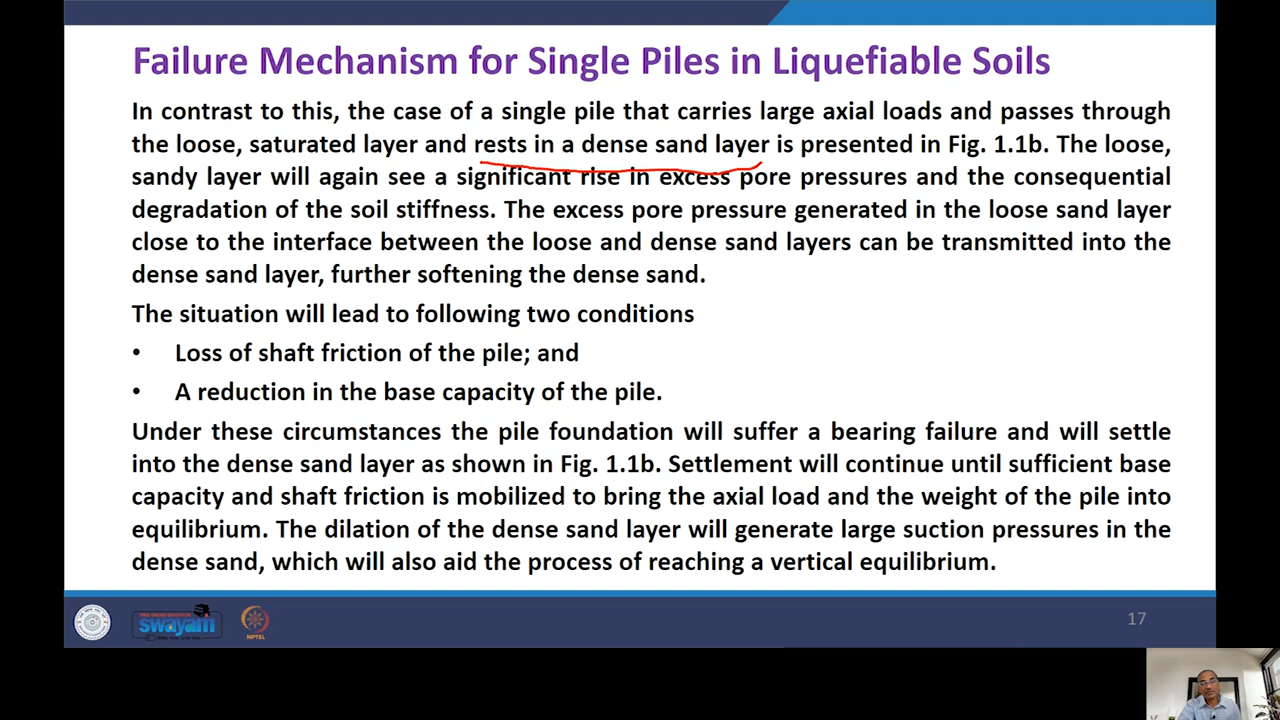 Failure Mechanism for Single Piles in Liquefiable Soils
In contrast to this, the case of a single pile that carries large axial loads and passes through
the loose, saturated layer and rests in a dense sand layer is presented in Fig. 1.1b. The loose,
sandy layer will again see a significant rise in excess pore pressures and the consequential
degradation of the soil stiffness. The excess pore pressure generated in the loose sand layer
close to the interface between the loose and dense sand layers can be transmitted into the
dense sand layer, further softening the dense sand.
The situation will lead to following two conditions
• Loss of shaft friction of the pile; and
• A reduction in the base capacity of the pile.
Under these circumstances the pile foundation will suffer a bearing failure and will settle
into the dense sand layer as shown in Fig. 1.1b. Settlement will continue until sufficient base
capacity and shaft friction is mobilized to bring the axial load and the weight of the pile into
equilibrium. The dilation of the dense sand layer will generate large suction pressures in the
dense sand, which will also aid the process of reaching a vertical equilibrium.
swayam
NPTEL
17